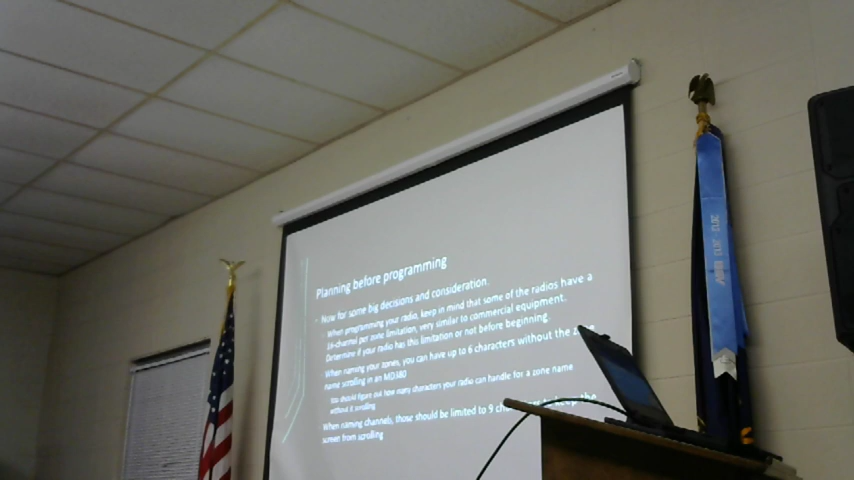 Planning before programming
Now for some big decisions and consideration.
When programming your radio, keep in mind that some of the radios have a
16-channel per zone limitation, very similar to commercial equipment.
Determine if your radio has this limitation or not before beginning.
When naming your zones, you can have up to 6 characters without the zone
name scrolling in an MD380
You should figure out how many characters your radio can handle for a zone name
without it scrolling
When naming channels, those should be limited to 9 the
screen from scrolling
2012 - 2013